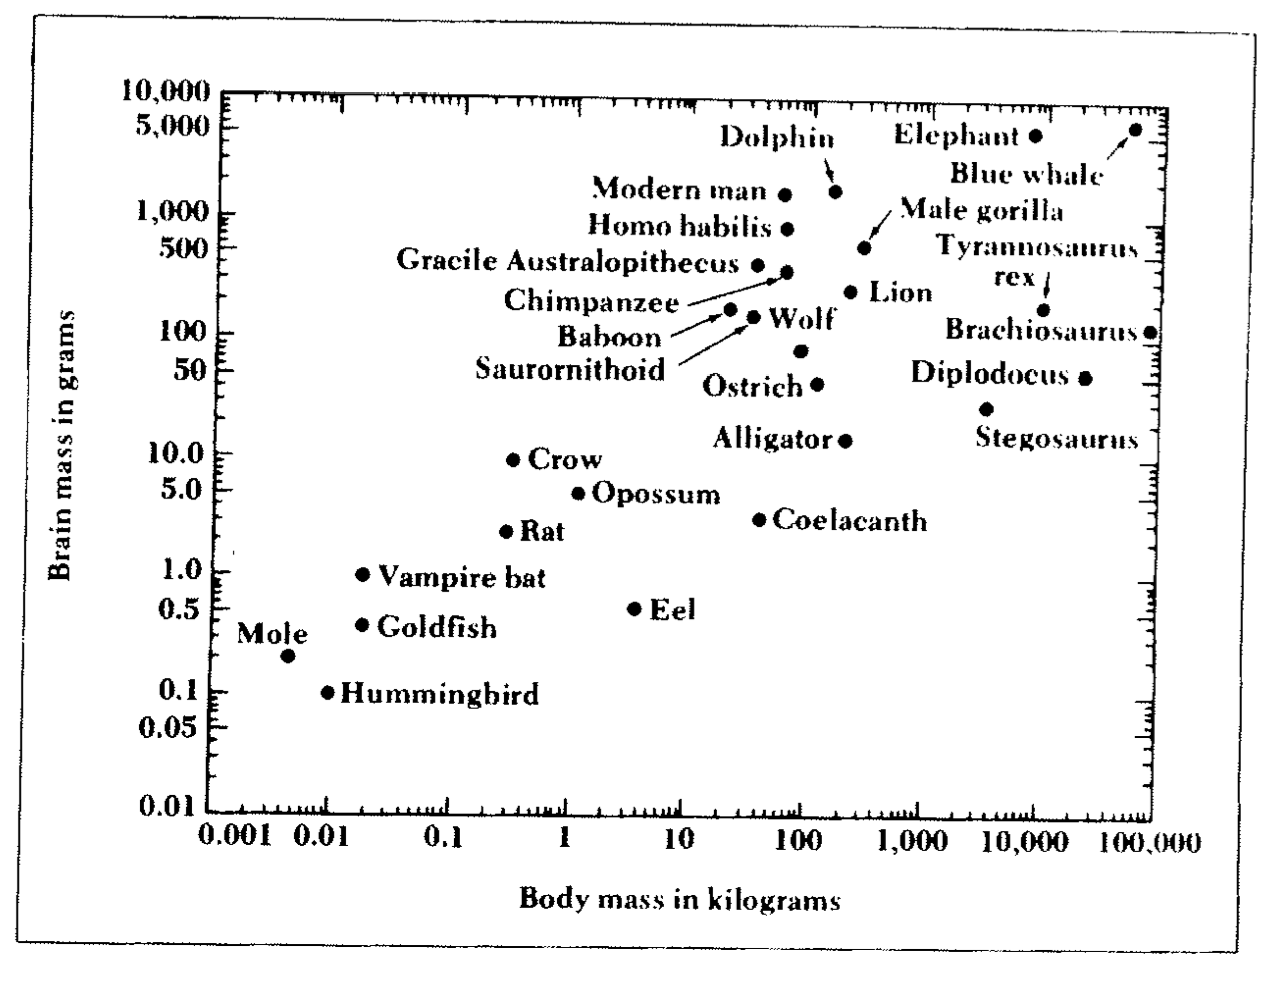 10,000
5,000
Dolphin
Elephant
Blue whale
Modern man
1,000
Male gorilla
Homo habilis
500
Tyrannosaurus
rex
Gracile Australopithecus
Chimpanzee
Lion
Wolf
100
Baboon
Brachiosaurus
Saurornithoid
50
Ostrich
Diplodocus
Alligator
Stegosaurus
10.0
Crow
5.0
Opossum
Coelacanth
Rat
1.0
Vampire bat
0.5
Eel
Goldfish
Mole
0.1
Hummingbird
0.05
0.01
Brain mass in grams
0.001 0.01 0.1 1 10 100 1,000 10,000 100,000
Body mass in kilograms